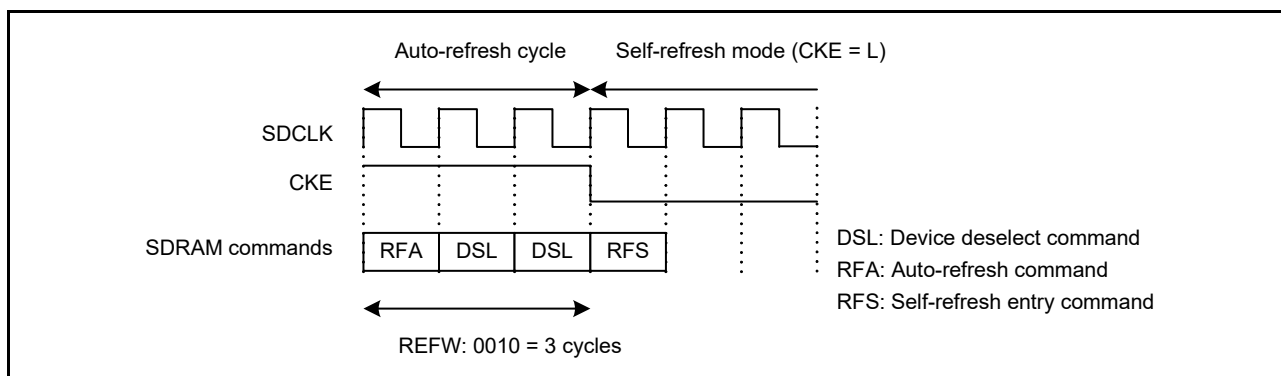 Auto-refresh cycle Self-refresh mode (CKE = L)
SDCLK
CKE
SDRAM commands RFA DSL DSL RFS
DSL: Device deselect command
RFA: Auto-refresh command
RFS: Self-refresh entry command
REFW: 0010 = 3 cycles